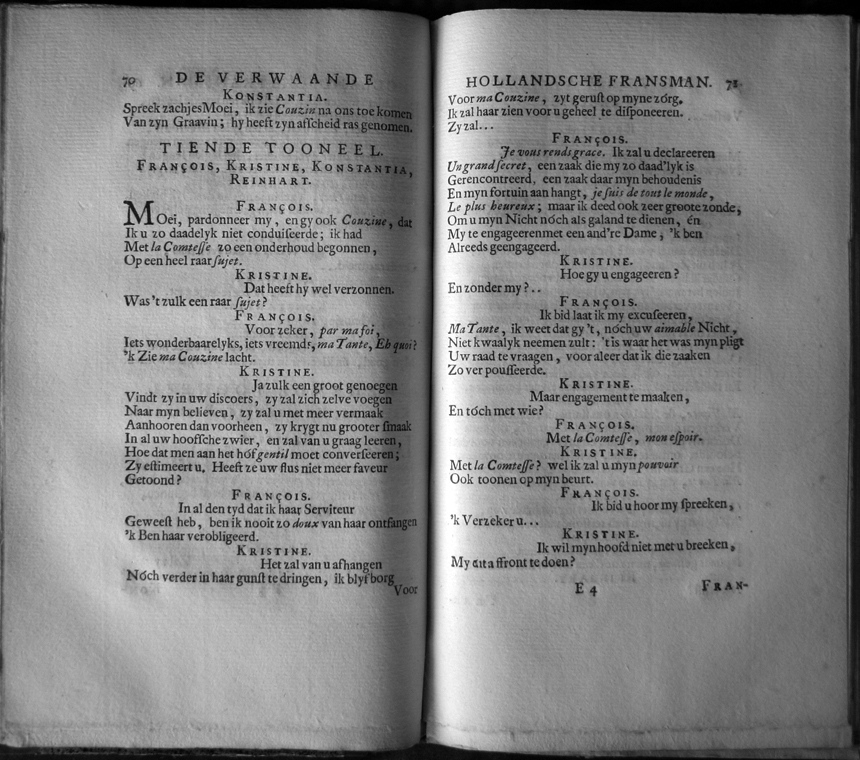 70 DE VERWAANDE
KONSTANTIA.
Spreek zachjes Moei, ik zie Couzin na ons toe komen
Van zyn Graavin; hy heeft zyn affcheid ras genomen.
TIENDE TOONEEL.
FRANÇOIS, KRISTINE, KONSTANTIA,
REINHART.
FRANÇOIS.
MOei, pardonneer my, en gy ook Couzine, dat
Ik u zo daadelyk niet conduiſeerde; ik had
Met la Comteſſe zo een onderhoud begonnen,
Op een heel raar ſujet.
KRISTINE.
Dat heeft hy wel verzonnen.
Was 't zulk een raar ſujet?
FRANÇOIS.
Voor zeker, par ma foi,
Iets wonderbaarelyks, iets vreemds, ma Tante, Eh quoi?
'k Zie ma Couzine lacht.
KRISTINE.
Ja zulk een groot genoegen
Vindt zy in uw discoers, zy zal zich zelve voegen
Naar myn believen, zy zal u met meer vermaak
Aanhooren dan voorheen, zy krygt nu grooter ſmaak
In al uw hooffche zwier, en zal van u graag leeren,
Hoe dat men aan het hóf gentil moet converſeeren;
Zy eſtimeert u. Heeft ze uw flus niet meer faveur
Getoond?
FRANÇOIS.
In al den tyd dat ik haar Serviteur
Geweeſt heb, ben ik nooit zo doux van haar ontfangen
'k Ben haar verobligeerd.
KRISTINE.
Het zal van u afhangen
Nóch verder in haar gunſt te dringen, ik blyf borg
Voor
HOLLANDSCHE FRANSMAN. 71
Voor ma Couzine, zyt geruſt op myne zórg.
Ik zal haar zien voor u geheel te diſponeeren.
Zy zal...
FRANÇOIS.
Je vous rends grace. Ik zal u declareeren
Un grand ſecret, een zaak die my zo daad'lyk is
Gerencontreerd, een zaak daar myn behoudenis
En myn fortuin aan hangt, je ſuis de tout le monde,
Le plus heureux; maar ik deed ook zeer groote zonde,
Om u myn Nicht nóch als galand te dienen, én
My te engageeren met een and're Dame, 'k ben
Alreeds geengageerd.
KRISTINE.
Hoe gy u engageeren?
En zonder my?..
FRANÇOIS.
Ik bid laat ik my excuſeeren,
Ma Tante, ik weet dat gy 't, nóch uw aimable Nicht,
Niet kwaalyk neemen zult: 't is waar het was myn pligt
Uw raad te vraagen, voor aleer dat ik die zaaken
Zo ver pouſſeerde.
KRISTINE.
Maar engagement te maaken,
En tóch met wie?
FRANÇOIS.
Met la Comteſſe, mon eſpoir.
KRISTINE.
Met la Comteſſe? wel ik zal u myn pouvoir
Ook toonen op myn beurt.
FRANÇOIS.
Ik bid u hoor my ſpreeken,
'k Verzeker u...
KRISTINE.
Ik wil myn hoofd niet met u breeken,
My dit affront te doen?
E 4 FRAN-